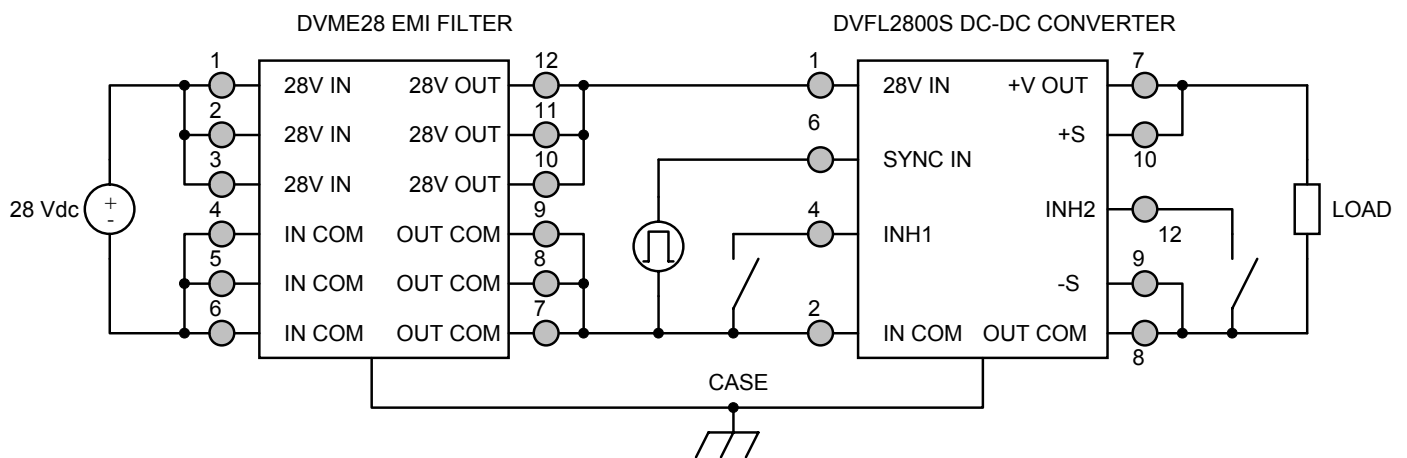 DVME28 EMI FILTER
DVFL2800S DC-DC CONVERTER
1 28V IN 28V OUT 12
2 28V IN 28V OUT 11
3 28V IN 28V OUT 10
4 IN COM OUT COM 9
5 IN COM OUT COM 8
6 IN COM OUT COM 7
28 Vdc
+
-
1 28V IN +V OUT 7
6 SYNC IN +S 10
4 INH1 INH2 12
-S 9
2 IN COM OUT COM 8
LOAD
CASE